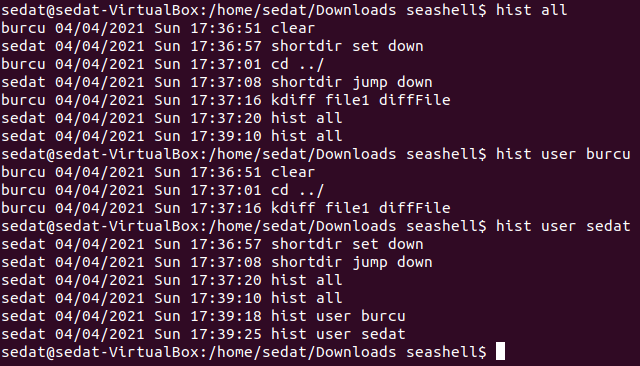 sedat@sedat-VirtualBox:/home/sedat/Downloads seashell$ hist all
burcu 04/04/2021 Sun 17:36:51 clear
sedat 04/04/2021 Sun 17:36:57 shortdir set down
burcu 04/04/2021 Sun 17:37:01 cd ../
sedat 04/04/2021 Sun 17:37:08 shortdir jump down
burcu 04/04/2021 Sun 17:37:16 kdiff file1 diffFile
sedat 04/04/2021 Sun 17:37:20 hist all
sedat 04/04/2021 Sun 17:39:10 hist all
sedat@sedat-VirtualBox:/home/sedat/Downloads seashell$ hist user burcu
burcu 04/04/2021 Sun 17:36:51 clear
burcu 04/04/2021 Sun 17:37:01 cd ../
burcu 04/04/2021 Sun 17:37:16 kdiff file1 diffFile
sedat@sedat-VirtualBox:/home/sedat/Downloads seashell$ hist user sedat
sedat 04/04/2021 Sun 17:36:57 shortdir set down
sedat 04/04/2021 Sun 17:37:08 shortdir jump down
sedat 04/04/2021 Sun 17:37:20 hist all
sedat 04/04/2021 Sun 17:39:10 hist all
sedat 04/04/2021 Sun 17:39:18 hist user burcu
sedat 04/04/2021 Sun 17:39:25 hist user sedat
sedat@sedat-VirtualBox:/home/sedat/Downloads seashell$